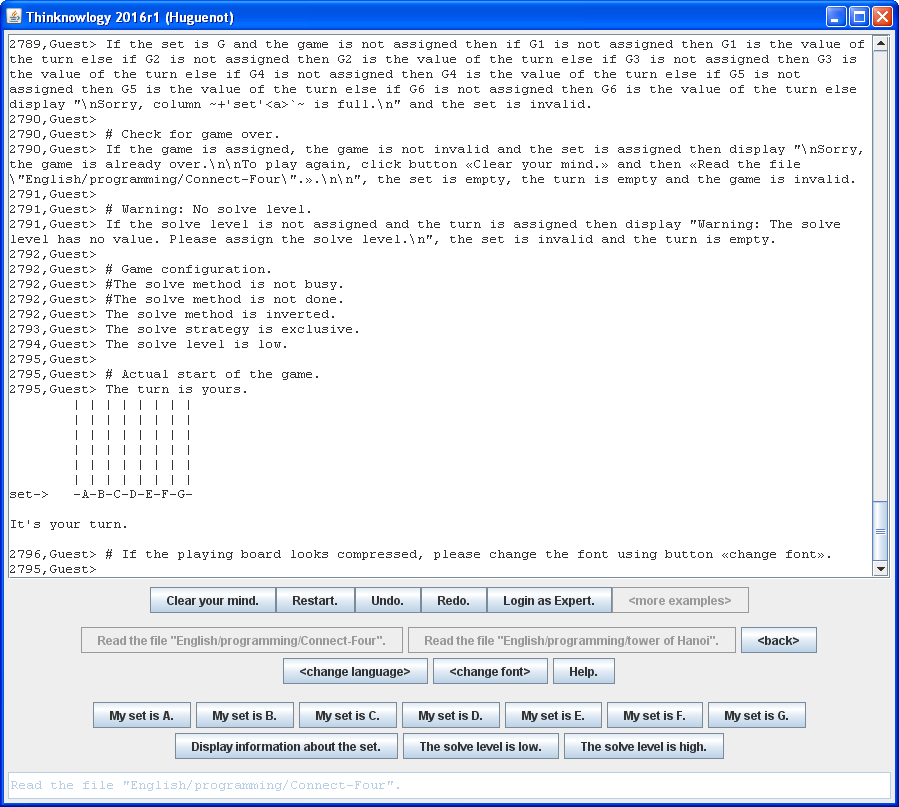 Thinknowlogy 2016r1 (Huguenot)
2789,Guest> If the set is G and the game is not assigned then if G1 is not assigned then G1 is the value of
the turn else if G2 is not assigned then G2 is the value of the turn else if G3 is not assigned then G3 is
the value of the turn else if G4 is not assigned then G4 is the value of the turn else if G5 is not
assigned then G5 is the value of the turn else if G6 is not assigned then G6 is the value of the turn else
display "\nSorry, column ~+'set'<a>`~ is full.\n" and the set is invalid.
2790,Guest>
2790,Guest> # Check for game over.
2790,Guest> If the game is assigned, the game is not invalid and the set is assigned then display "\nSorry,
the game is already over.\n\nTo play again, click button «Clear your mind.» and then «Read the file
\"English/programming/Connect-Four\".».\n\n", the set is empty, the turn is empty and the game is invalid.
2791,Guest>
2791,Guest> # Warning: No solve level.
2791,Guest> If the solve level is not assigned and the turn is assigned then display "Warning: The solve
level has no value. Please assign the solve level.\n", the set is invalid and the turn is empty.
2792,Guest>
2792,Guest> # Game configuration.
2792,Guest> #The solve method is not busy.
2792,Guest> #The solve method is not done.
2792,Guest> The solve method is inverted.
2793,Guest> The solve strategy is exclusive.
2794,Guest> The solve level is low.
2795,Guest>
2795,Guest> # Actual start of the game.
2795,Guest> The turn is yours.
| | | | | | | |
| | | | | | | |
| | | | | | | |
| | | | | | | |
| | | | | | | |
| | | | | | | |
set-> -A-B-C-D-E-F-G-
It's your turn.
2796,Guest> # If the playing board looks compressed, please change the font using button «change font».
2795,Guest>
Clear your mind. Restart. Undo. Redo. Login as Expert. <more examples>
Read the file "English/programming/Connect-Four". Read the file "English/programming/tower of Hanoi". <back>
<change language> <change font> Help.
My set is A. My set is B. My set is C. My set is D. My set is E. My set is F. My set is G.
Display information about the set. The solve level is low. The solve level is high.
Read the file "English/programming/Connect-Four".